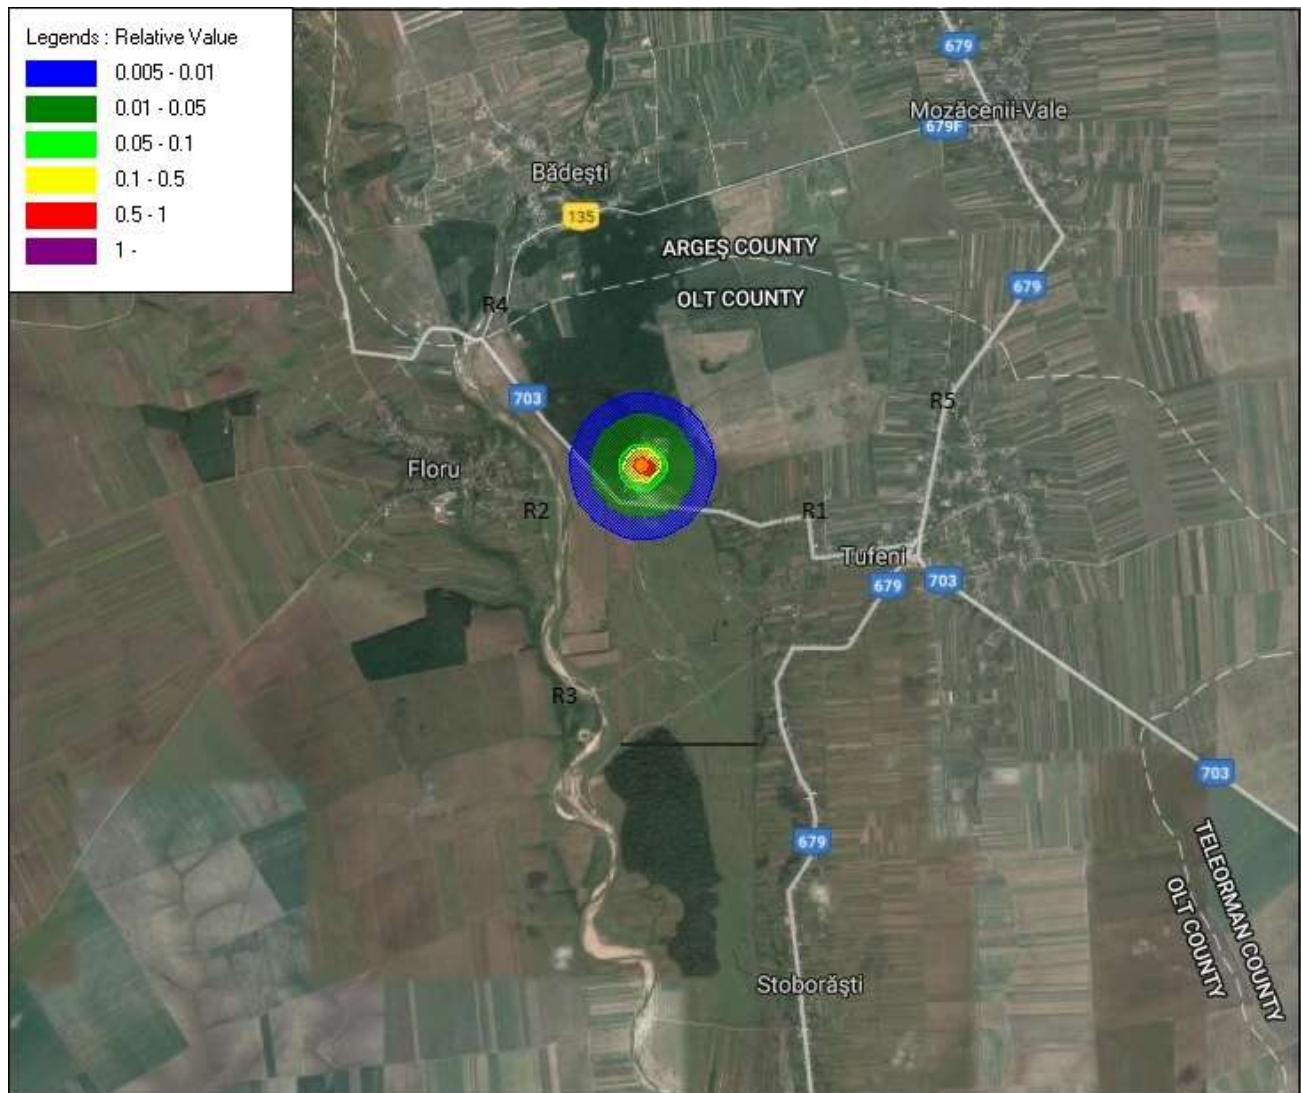 Legends : Relative Value
0.005 - 0.01
0.01 - 0.05
0.05 - 0.1
0.1 - 0.5
0.5 - 1
1 -
679
Mozăcenii-Vale
679F
Bădești
135
ARGEȘ COUNTY
OLT COUNTY
679
R4
703
R5
Floru
R2
R1
Tufeni
679
703
R3
703
679
TELEORMAN COUNTY
OLT COUNTY
Stoborăști